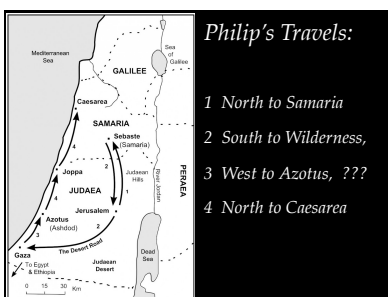 Mediterranean
Sea
Sea
of
Galilee
GALILEE
Caesarea
4
SAMARIA
Sebaste
(Samaria)
2
4
Joppa
Judaean
Hills
River Jordan
PERAEA
JUDAEA
1
4
Azotus
(Ashdod)
Jerusalem
2
3
The Desert Road
Gaza
Dead
Sea
To Egypt
& Ethiopia
Judaean
Desert
0 15 30 Km
Philip's Travels:
1 North to Samaria
2 South to Wilderness,
3 West to Azotus, ???
4 North to Caesarea